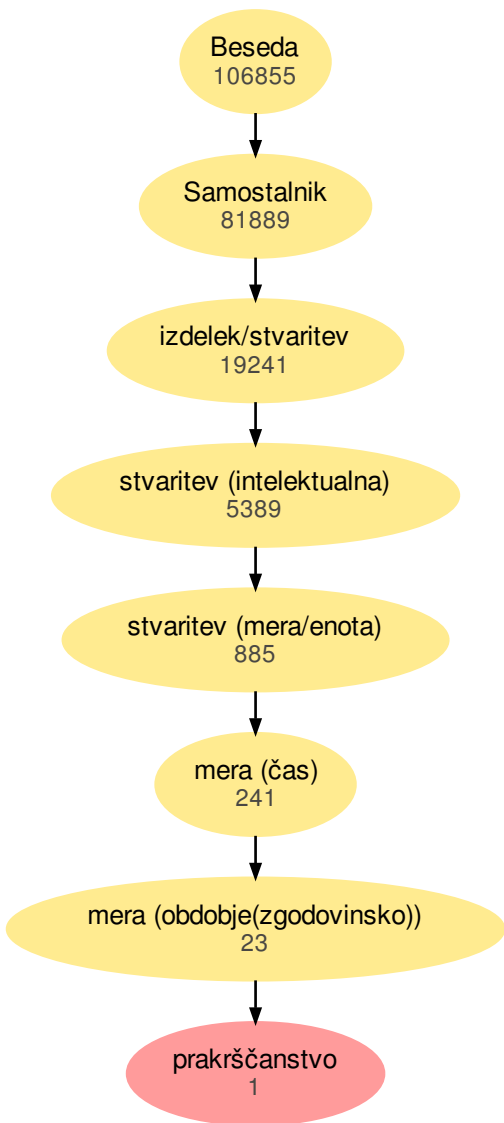 Beseda
106855
Samostalnik
81889
izdelek/stvaritev
19241
stvaritev (intelektualna)
5389
stvaritev (mera/enota)
885
mera (čas)
241
mera (obdobje(zgodovinsko))
23
prakrščanstvo
1